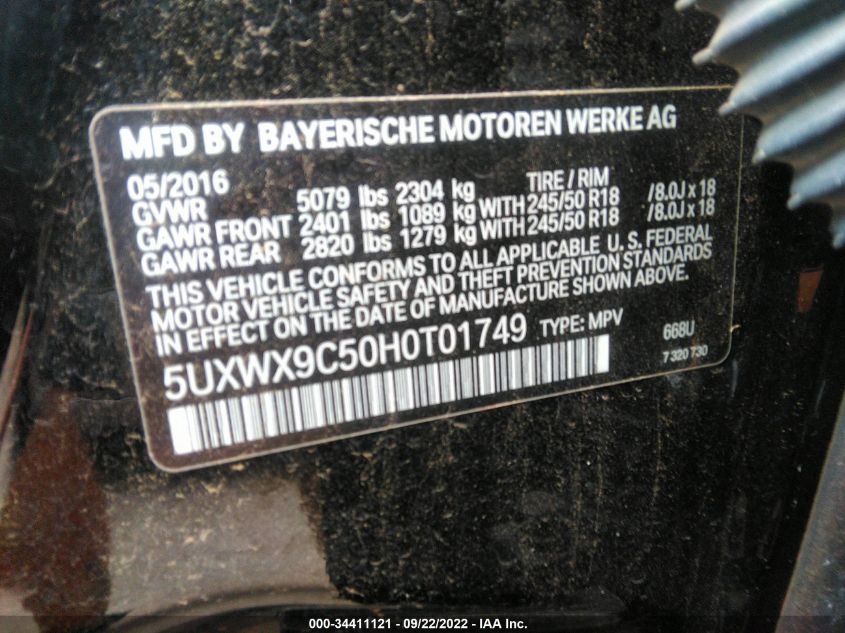 MFD BY BAYERISCHE MOTOREN WERKE AG
05/2016
GVWR 5079 lbs 2304 kg TIRE / RIM
GAWR FRONT 2401 lbs 1089 kg WITH 245/50 R18 /8.0J x 18
GAWR REAR 2820 lbs 1279 kg WITH 245/50 R18 /8.0J x 18
THIS VEHICLE CONFORMS TO ALL APPLICABLE U.S. FEDERAL
MOTOR VEHICLE SAFETY AND THEFT PREVENTION STANDARDS
IN EFFECT ON THE DATE OF MANUFACTURE SHOWN ABOVE.
5UXWX9C50H0T01749 TYPE: MPV 668U
7 320 730
000-34411121 - 09/22/2022 - IAA Inc.